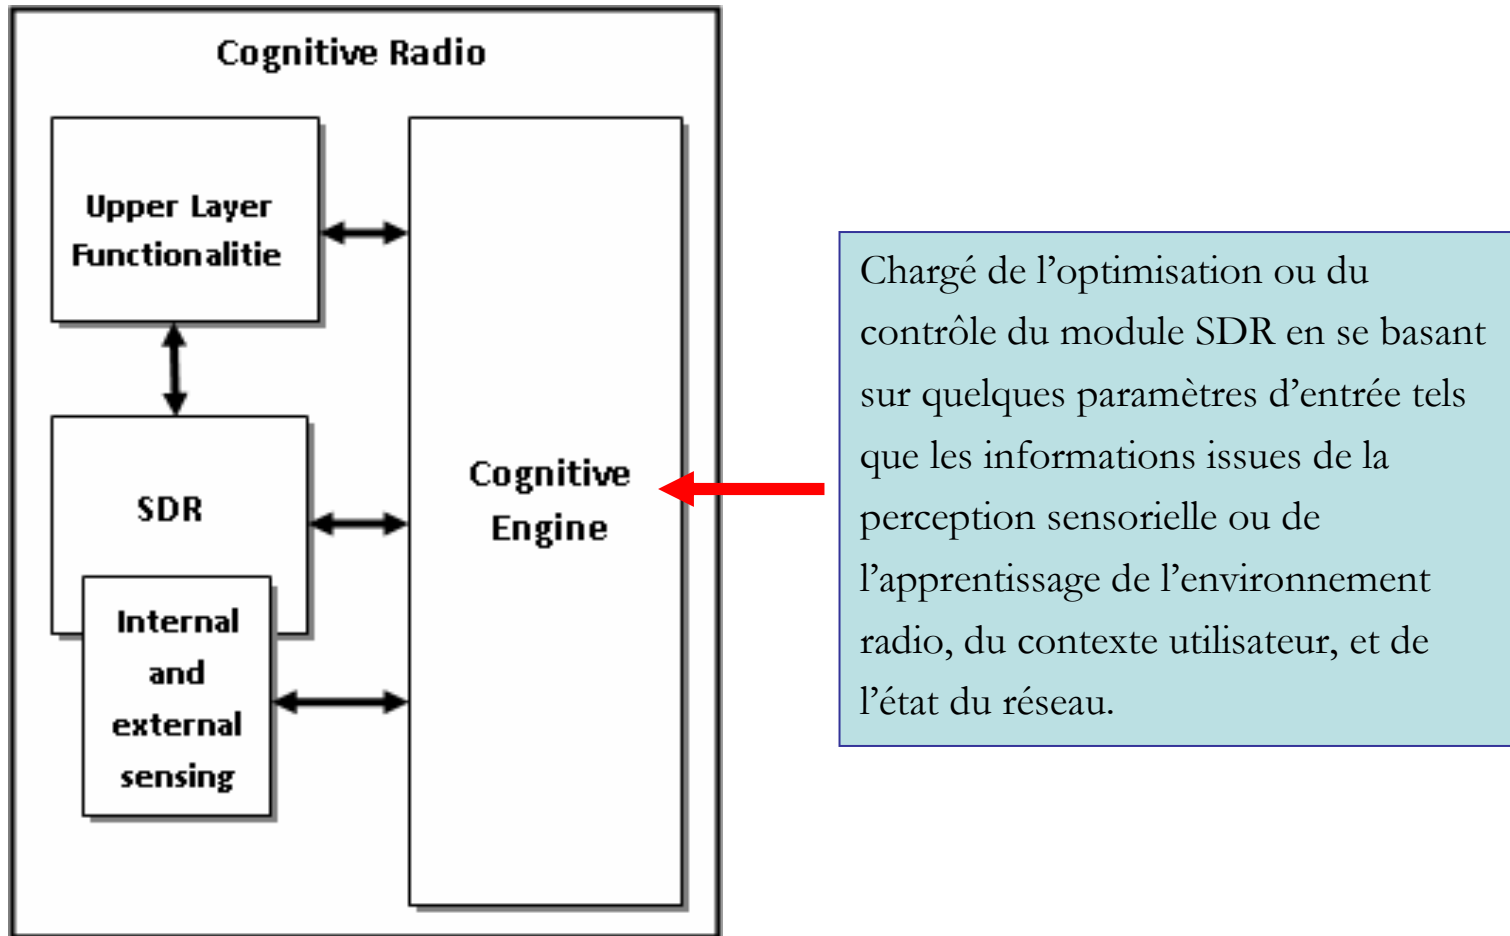 Cognitive Radio
Upper Layer
Functionalitie
SDR
Internal
and
external
sensing
Cognitive
Engine
Chargé de l’optimisation ou du
contrôle du module SDR en se basant
sur quelques paramètres d’entrée tels
que les informations issues de la
perception sensorielle ou de
l’apprentissage de l’environnement
radio, du contexte utilisateur, et de
l’état du réseau.